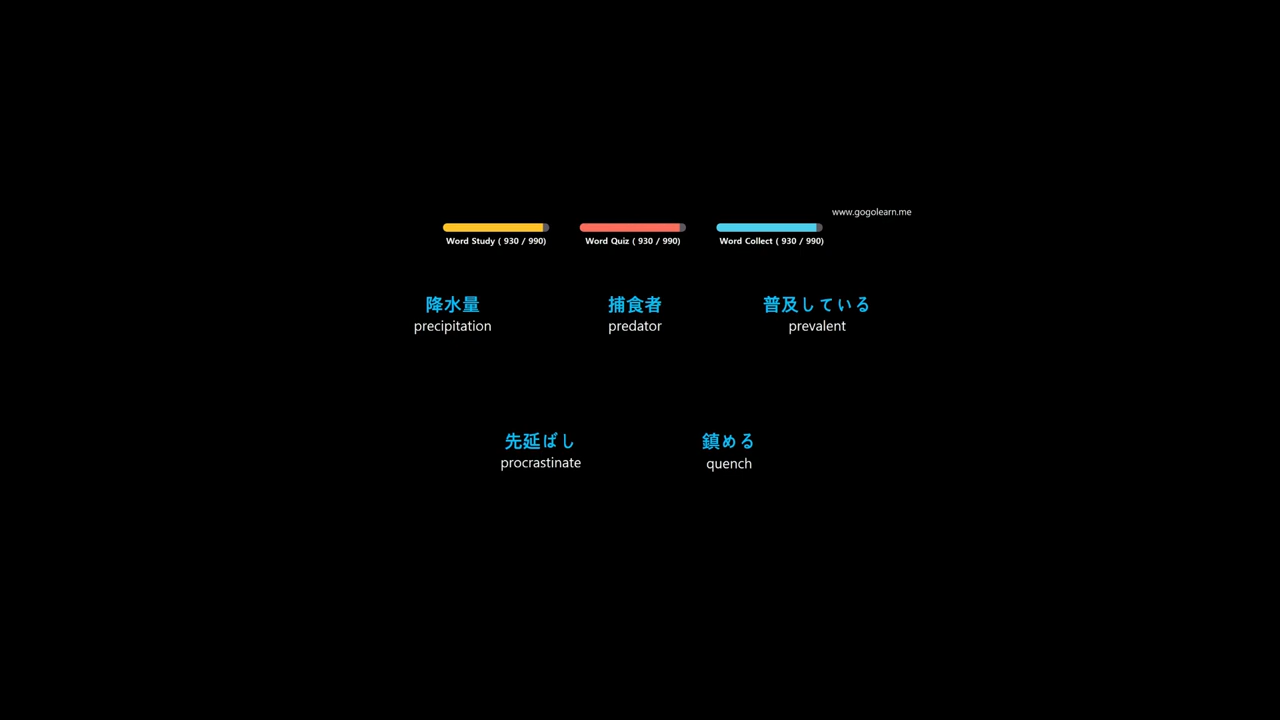 www.gogolearn.me
Word Study ( 930 / 990)
Word Quiz ( 930 / 990)
Word Collect ( 930 / 990)
降水量
precipitation
捕食者
predator
普及している
prevalent
先延ばし
procrastinate
鎮める
quench